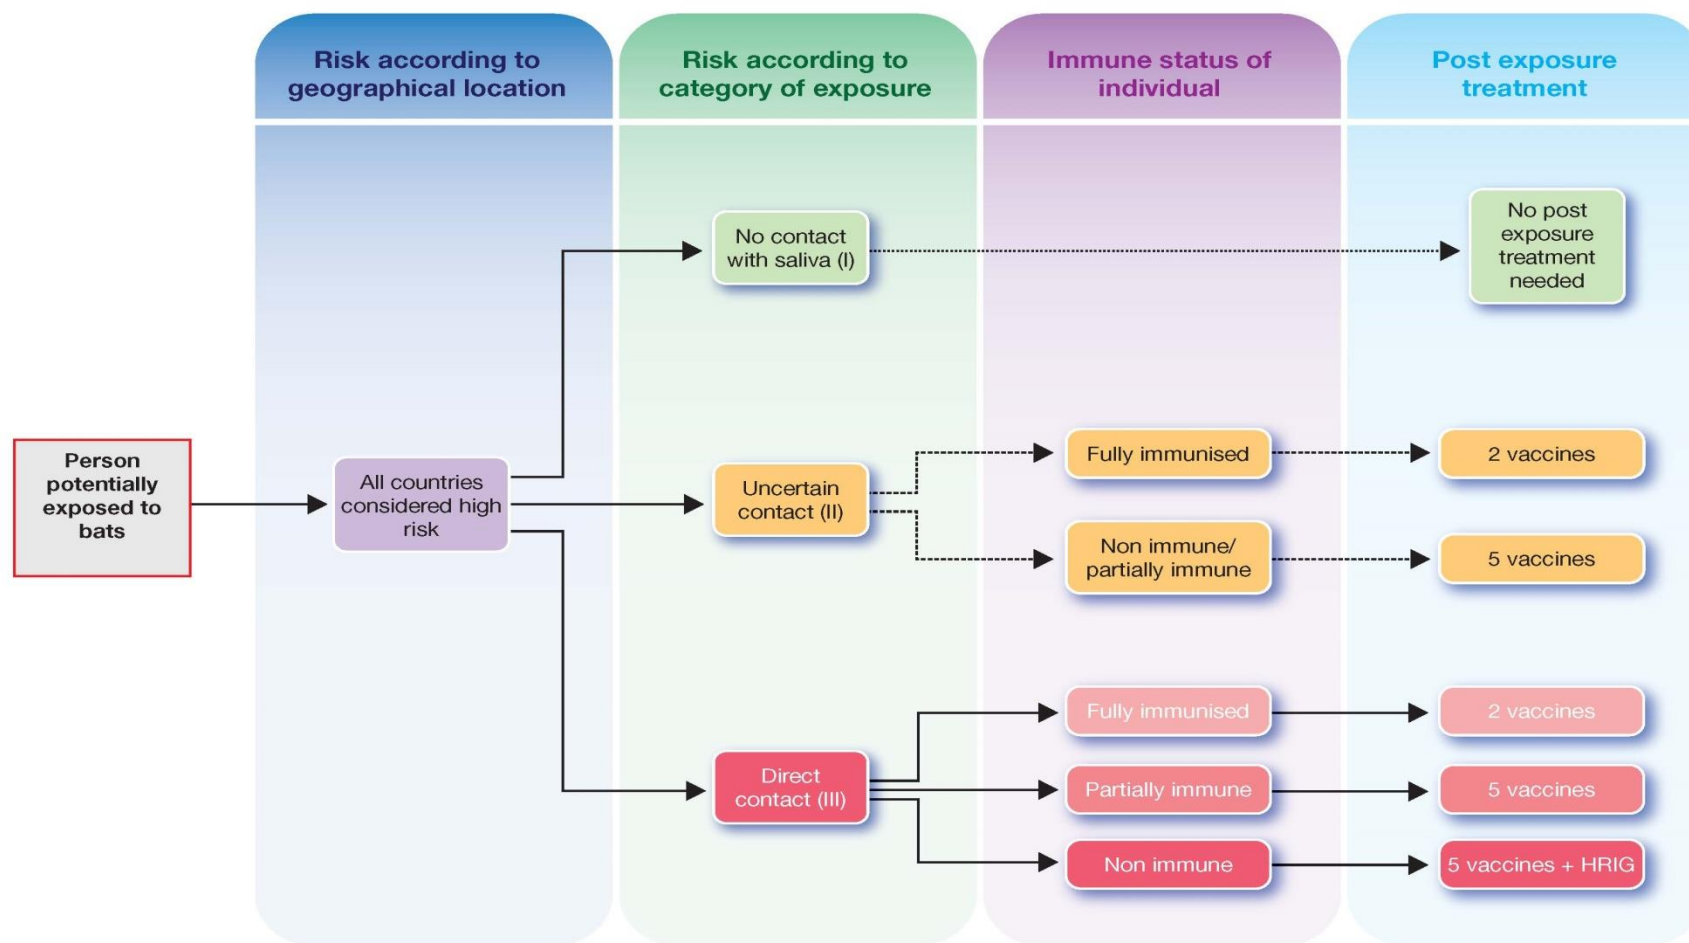 Risk according to
geographical location
Risk according to
category of exposure
Immune status of
individual
Post exposure
treatment
Person
potentially
exposed to
bats
All countries
considered high
risk
No contact
with saliva (I)
No post
exposure
treatment
needed
Uncertain
contact (II)
Fully immunised
2 vaccines
Non immune/
partially immune
5 vaccines
Direct
contact (III)
Fully immunised
2 vaccines
Partially immune
5 vaccines
Non immune
5 vaccines + HRIG